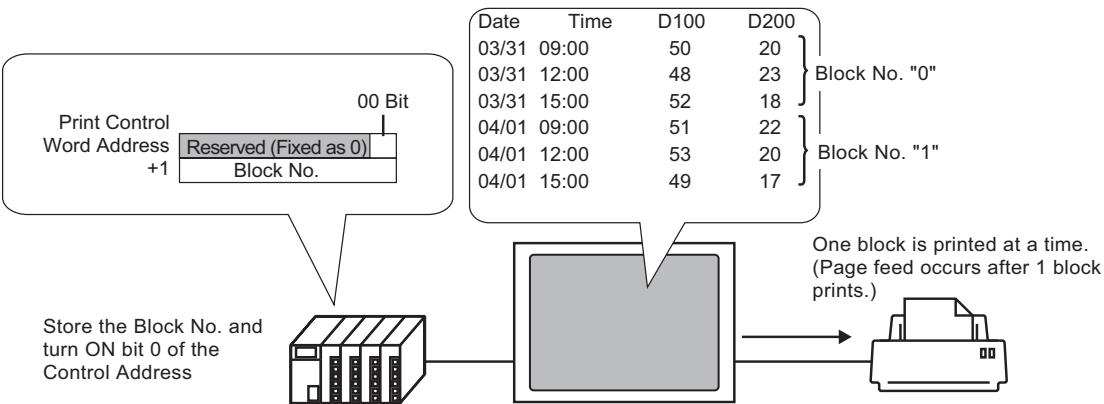 Date Time D100 D200
03/31 09:00 50 20
03/31 12:00 48 23
03/31 15:00 52 18
04/01 09:00 51 22
04/01 12:00 53 20
04/01 15:00 49 17
Block No. "0"
Block No. "1"
00 Bit
Print Control
Word Address
+1
Reserved (Fixed as 0)
Block No.
One block is printed at a time.
(Page feed occurs after 1 block
prints.)
Store the Block No. and
turn ON bit 0 of the
Control Address